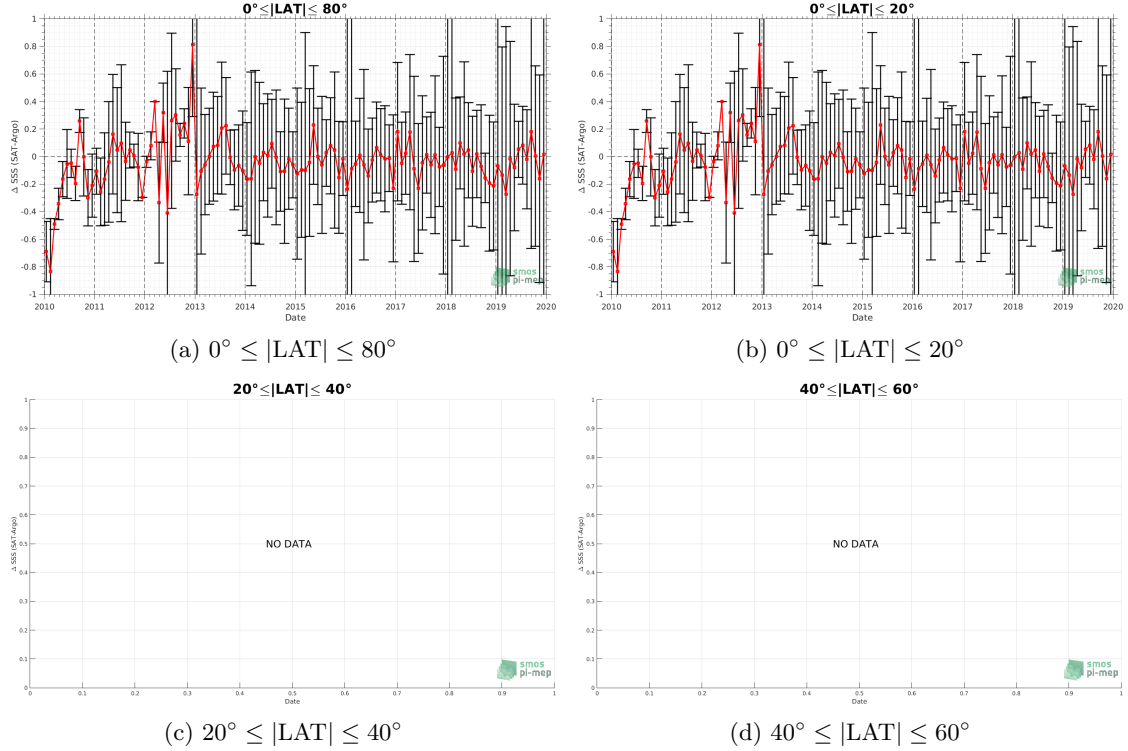 0°≤|LAT|≤ 80°
Δ SSS (SAT-Argo)
1
0.8
0.6
0.4
0.2
0
-0.2
-0.4
-0.6
-0.8
-1
2010 2011 2012 2013 2014 2015 2016 2017 2018 2019 2020
Date
smos
pi-mep
(a) 0° ≤ |LAT| ≤ 80°
0°≤|LAT|≤ 20°
Δ SSS (SAT-Argo)
1
0.8
0.6
0.4
0.2
0
-0.2
-0.4
-0.6
-0.8
-1
2010 2011 2012 2013 2014 2015 2016 2017 2018 2019 2020
Date
smos
pi-mep
(b) 0° ≤ |LAT| ≤ 20°
20°≤|LAT|≤ 40°
Δ SSS (SAT-Argo)
1
0.9
0.8
0.7
0.6
0.5
0.4
0.3
0.2
0.1
0
NO DATA
0 0.1 0.2 0.3 0.4 0.5 0.6 0.7 0.8 0.9 1
Date
smos
pi-mep
(c) 20° ≤ |LAT| ≤ 40°
40°≤|LAT|≤ 60°
Δ SSS (SAT-Argo)
1
0.9
0.8
0.7
0.6
0.5
0.4
0.3
0.2
0.1
0
NO DATA
0 0.1 0.2 0.3 0.4 0.5 0.6 0.7 0.8 0.9 1
Date
smos
pi-mep
(d) 40° ≤ |LAT| ≤ 60°